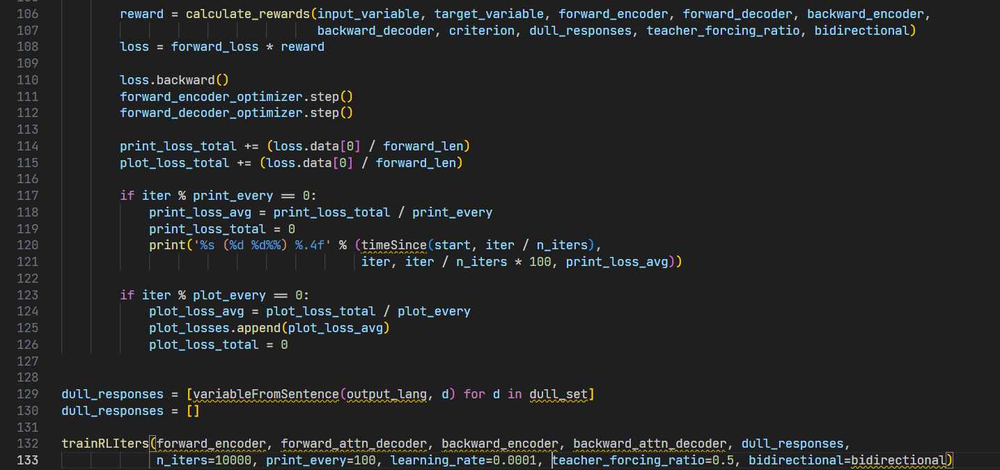 106 reward = calculate_rewards(input_variable, target_variable, forward_encoder, forward_decoder, backward_encoder,
107 backward_decoder, criterion, dull_responses, teacher_forcing_ratio, bidirectional)
108 loss = forward_loss * reward
109
110 loss.backward()
111 forward_encoder_optimizer.step()
112 forward_decoder_optimizer.step()
113
114 print_loss_total += (loss.data[0] / forward_len)
115 plot_loss_total += (loss.data[0] / forward_len)
116
117 if iter % print_every == 0:
118 print_loss_avg = print_loss_total / print_every
119 print_loss_total = 0
120 print('%s (%d %d%%) %.4f' % (timeSince(start, iter / n_iters),
121 iter, iter / n_iters * 100, print_loss_avg))
122
123 if iter % plot_every == 0:
124 plot_loss_avg = plot_loss_total / plot_every
125 plot_losses.append(plot_loss_avg)
126 plot_loss_total = 0
127
128
129 dull_responses = [variableFromSentence(output_lang, d) for d in dull_set]
130 dull_responses = []
131
132 trainRLIters(forward_encoder, forward_attn_decoder, backward_encoder, backward_attn_decoder, dull_responses,
133 n_iters=10000, print_every=100, learning_rate=0.0001, teacher_forcing_ratio=0.5, bidirectional=bidirectional)